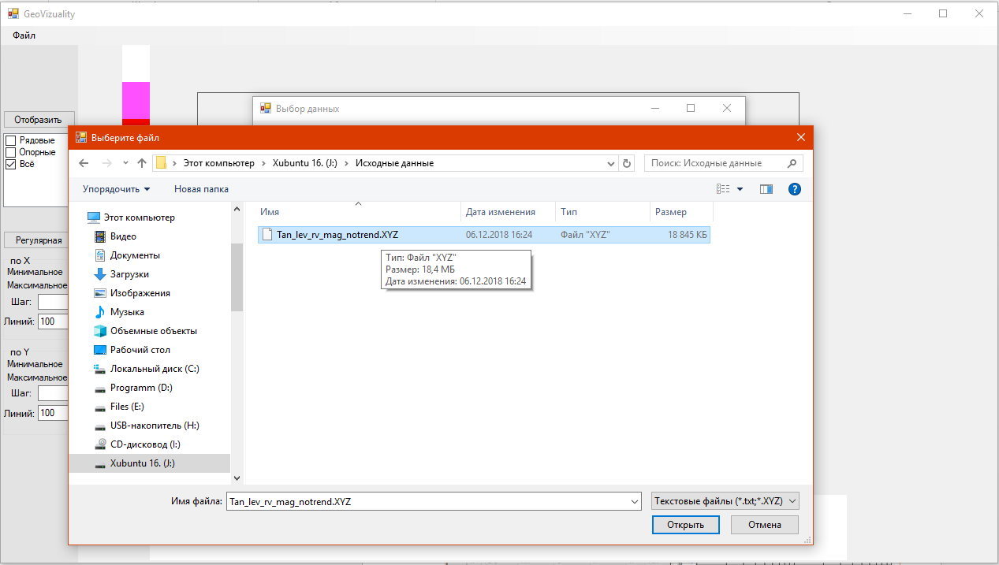 GeoVizuality
Файл
Выбор данных
Отобразить
Рядовые
Опорные
Всё
Регулярная
по X
Минимальное
Максимальное
Шаг:
Линий: 100
по Y
Минимальное
Максимальное
Шаг:
Линий: 100
Выберите файл
Этот компьютер > Xubuntu 16. (J:) > Исходные данные
Поиск: Исходные данные
Упорядочить Новая папка
Этот компьютер
Видео
Документы
Загрузки
Изображения
Музыка
Объемные объекты
Рабочий стол
Локальный диск (C:)
Programm (D:)
Files (E:)
USB-накопитель (H:)
CD-дисковод (I:)
Xubuntu 16. (J:)
Имя Дата изменения Тип Размер
Tan_lev_rv_mag_notrend.XYZ 06.12.2018 16:24 Файл "XYZ" 18 845 КБ
Тип: Файл "XYZ"
Размер: 18,4 МБ
Дата изменения: 06.12.2018 16:24
Имя файла: Tan_lev_rv_mag_notrend.XYZ Текстовые файлы (*.txt;*.XYZ)
Открыть Отмена